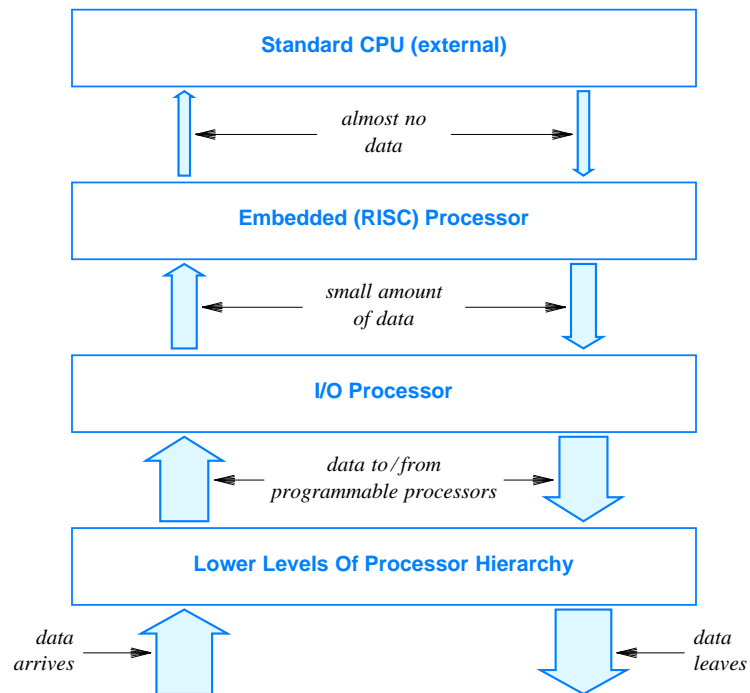 Standard CPU (external)
almost no
data
Embedded (RISC) Processor
small amount
of data
I/O Processor
data to/from
programmable processors
Lower Levels Of Processor Hierarchy
data
arrives
data
leaves